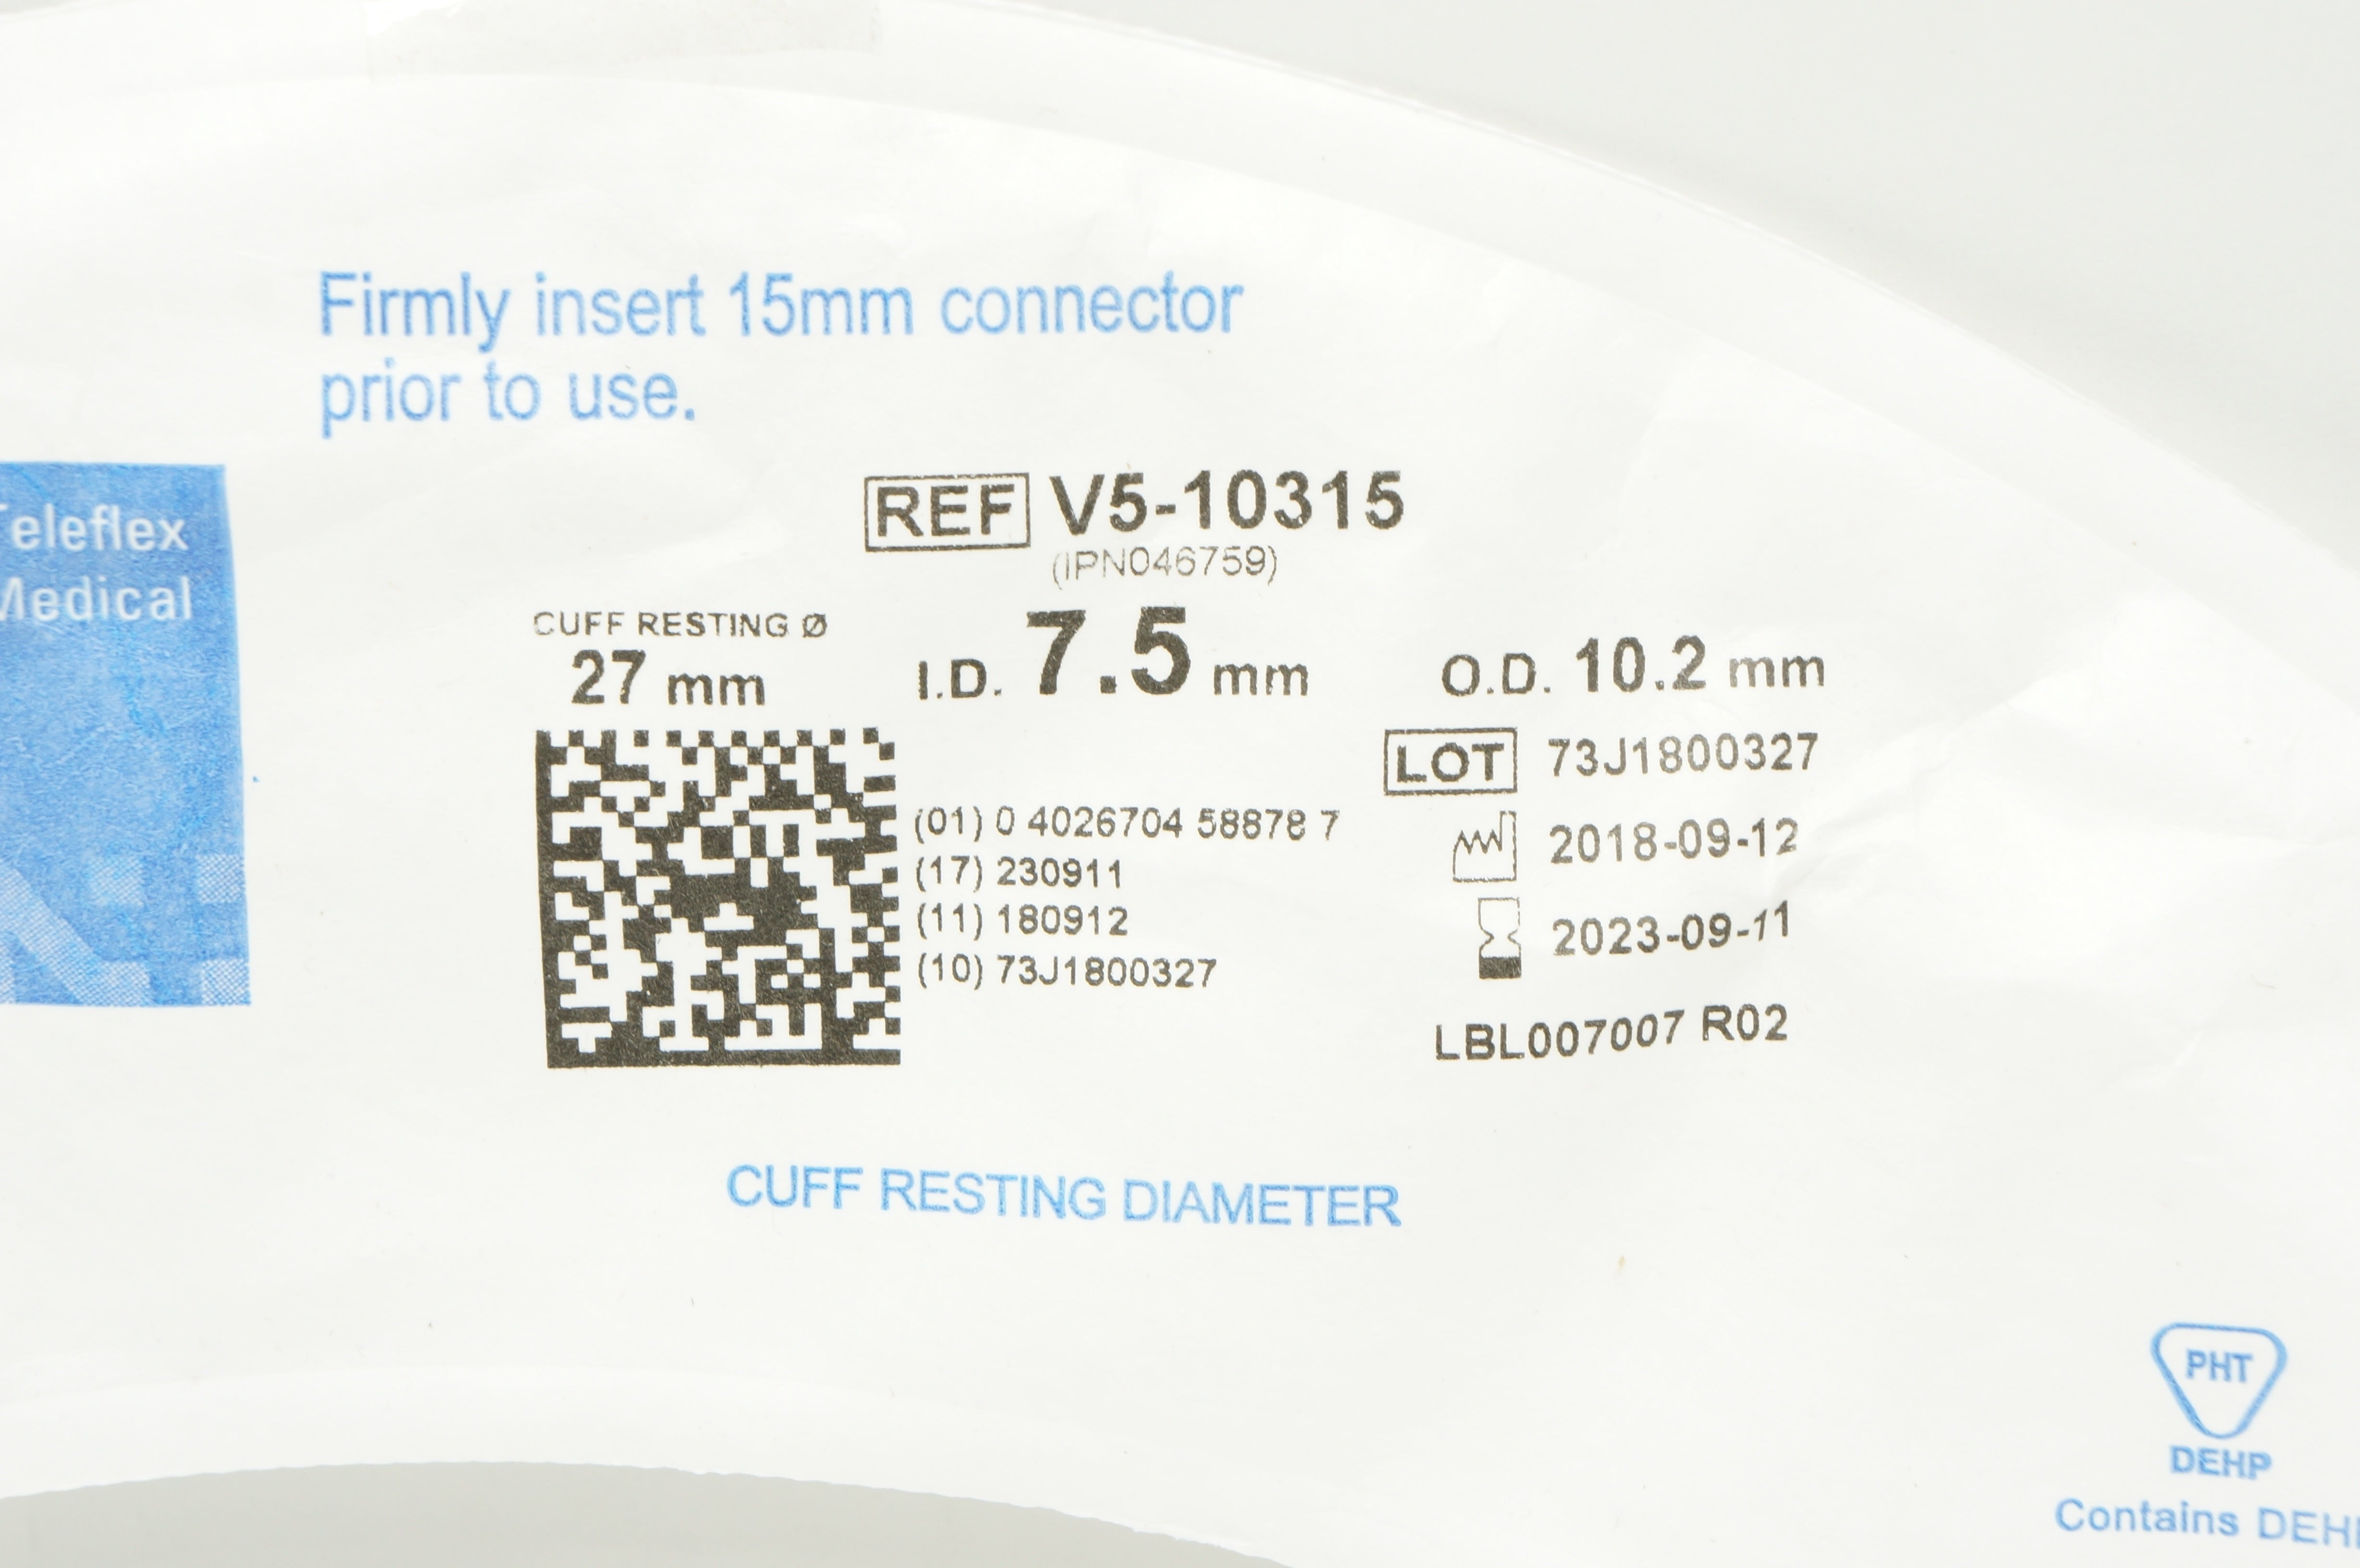 Firmly insert 15mm connector
prior to use.
Teleflex
Medical
REF V5-10315
(IPN046759)
CUFF RESTING Ø
27 mm
I.D. 7.5 mm
O.D. 10.2 mm
LOT 73J1800327
(01) 0 4026704 58878 7
2018-09-12
(17) 230911
(11) 180912
2023-09-11
(10) 73J1800327
LBL007007 R02
CUFF RESTING DIAMETER
PHT
DEHP
Contains DEHP